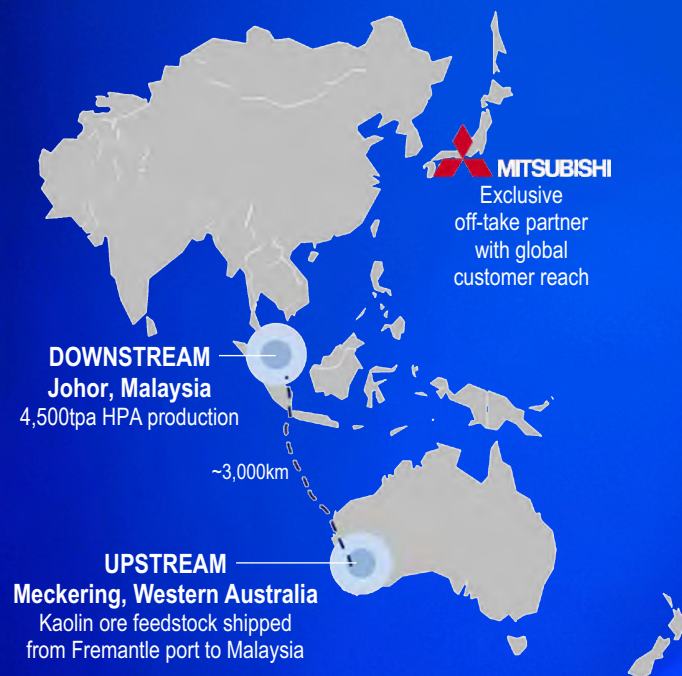 MITSUBISHI
Exclusive
off-take partner
with global
customer reach
DOWNSTREAM
Johor, Malaysia
4,500tpa HPA production
~3,000km
UPSTREAM
Meckering, Western Australia
Kaolin ore feedstock shipped
from Fremantle port to Malaysia